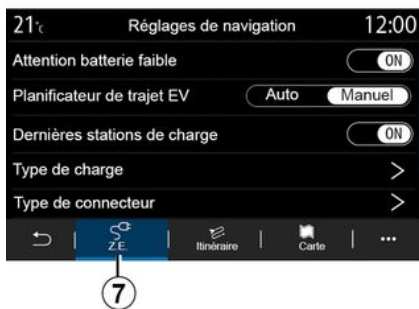 21°c Réglages de navigation 12:00
Attention batterie faible ON
Planificateur de trajet EV Auto Manuel
Dernières stations de charge ON
Type de charge >
Type de connecteur >
Z.E. Itinéraire Carte ...
7